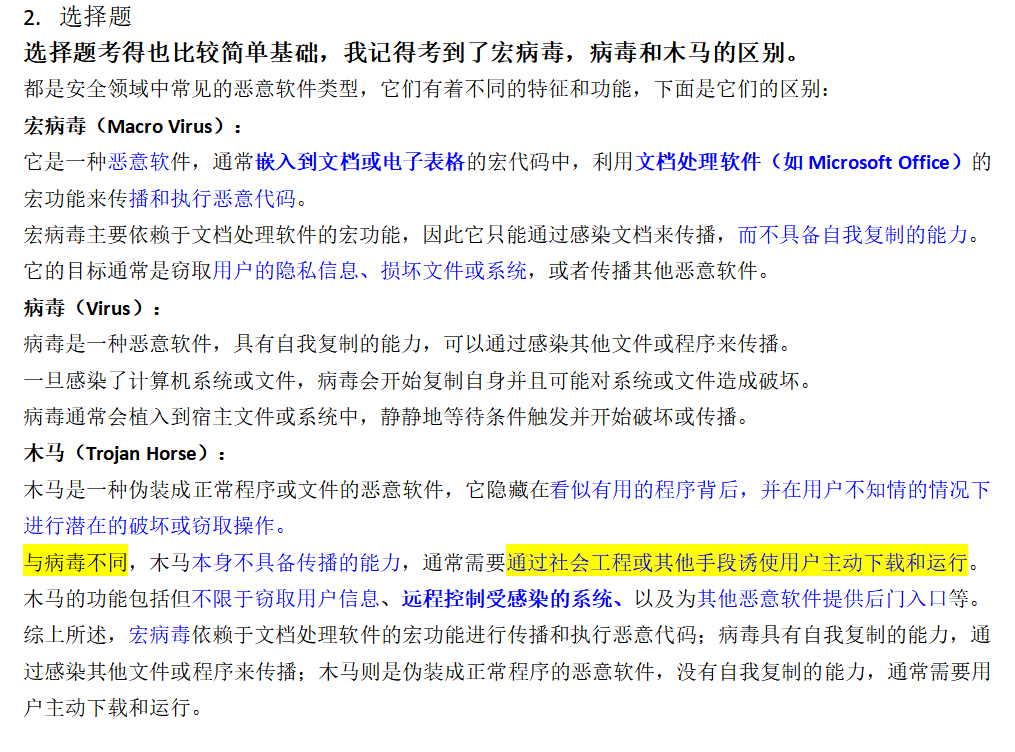 2. 选择题
选择题考得也比较简单基础，我记得考到了宏病毒，病毒和木马的区别。
都是安全领域中常见的恶意软件类型，它们有着不同的特征和功能，下面是它们的区别：
宏病毒（Macro Virus）：
它是一种恶意软件，通常嵌入到文档或电子表格的宏代码中，利用文档处理软件（如 Microsoft Office）的
宏功能来传播和执行恶意代码。
宏病毒主要依赖于文档处理软件的宏功能，因此它只能通过感染文档来传播，而不具备自我复制的能力。
它的目标通常是窃取用户的隐私信息、损坏文件或系统，或者传播其他恶意软件。
病毒（Virus）：
病毒是一种恶意软件，具有自我复制的能力，可以通过感染其他文件或程序来传播。
一旦感染了计算机系统或文件，病毒会开始复制自身并且可能对系统或文件造成破坏。
病毒通常会植入到宿主文件或系统中，静静地等待条件触发并开始破坏或传播。
木马（Trojan Horse）：
木马是一种伪装成正常程序或文件的恶意软件，它隐藏在看似有用的程序背后，并在用户不知情的情况下
进行潜在的破坏或窃取操作。
与病毒不同，木马本身不具备传播的能力，通常需要通过社会工程或其他手段诱使用户主动下载和运行。
木马的功能包括但不限于窃取用户信息、远程控制受感染的系统、以及为其他恶意软件提供后门入口等。
综上所述，宏病毒依赖于文档处理软件的宏功能进行传播和执行恶意代码；病毒具有自我复制的能力，通
过感染其他文件或程序来传播；木马则是伪装成正常程序的恶意软件，没有自我复制的能力，通常需要用
户主动下载和运行。